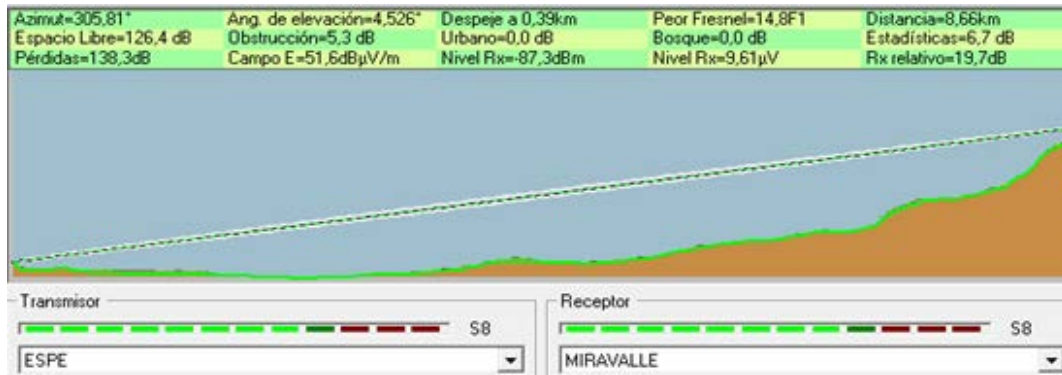 Azimut=305,81° Ang. de elevación=4,526° Despeje a 0,39km Peor Fresnel=14,8F1 Distancia=8,66km
Espacio Libre=126,4 dB Obstrucción=5,3 dB Urbano=0,0 dB Bosque=0,0 dB Estadísticas=6,7 dB
Pérdidas=138,3dB Campo E=51,6dBµV/m Nivel Rx=-87,3dBm Nivel Rx=9,61µV Rx relativo=19,7dB
Transmisor
S8
ESPE
Receptor
S8
MIRAVALLE